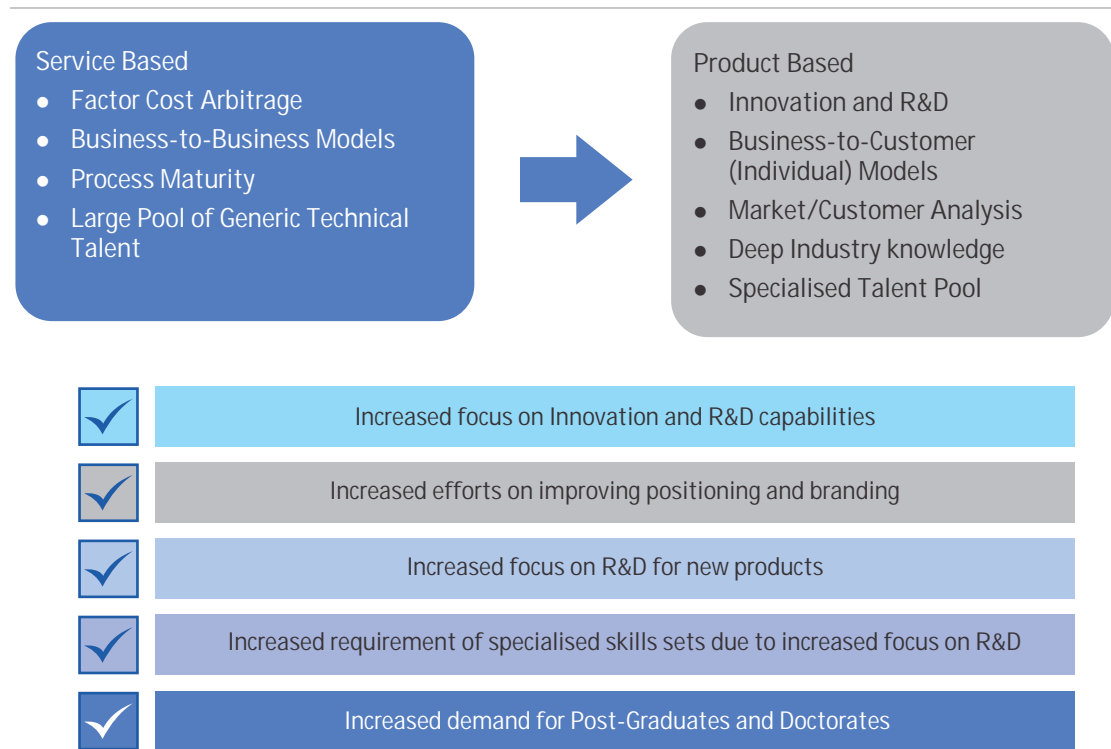 Service Based
● Factor Cost Arbitrage
● Business-to-Business Models
● Process Maturity
● Large Pool of Generic Technical
Talent
Product Based
● Innovation and R&D
● Business-to-Customer
(Individual) Models
● Market/Customer Analysis
● Deep Industry knowledge
● Specialised Talent Pool
Increased focus on Innovation and R&D capabilities
Increased efforts on improving positioning and branding
Increased focus on R&D for new products
Increased requirement of specialised skills sets due to increased focus on R&D
Increased demand for Post-Graduates and Doctorates